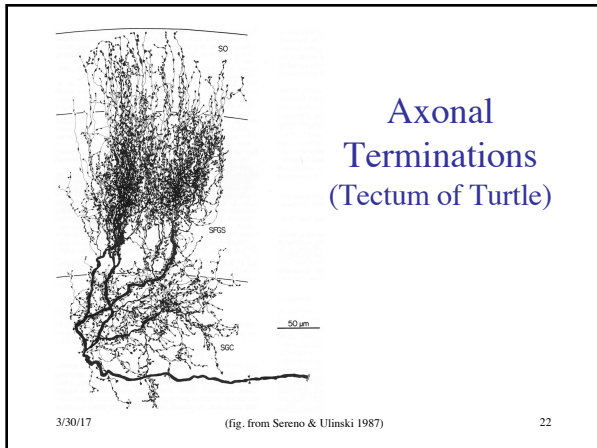 SO
Axonal
Terminations
(Tectum of Turtle)
SFGS
50 μm
SGC
3/30/17 (fig. from Sereno & Ulinski 1987) 22